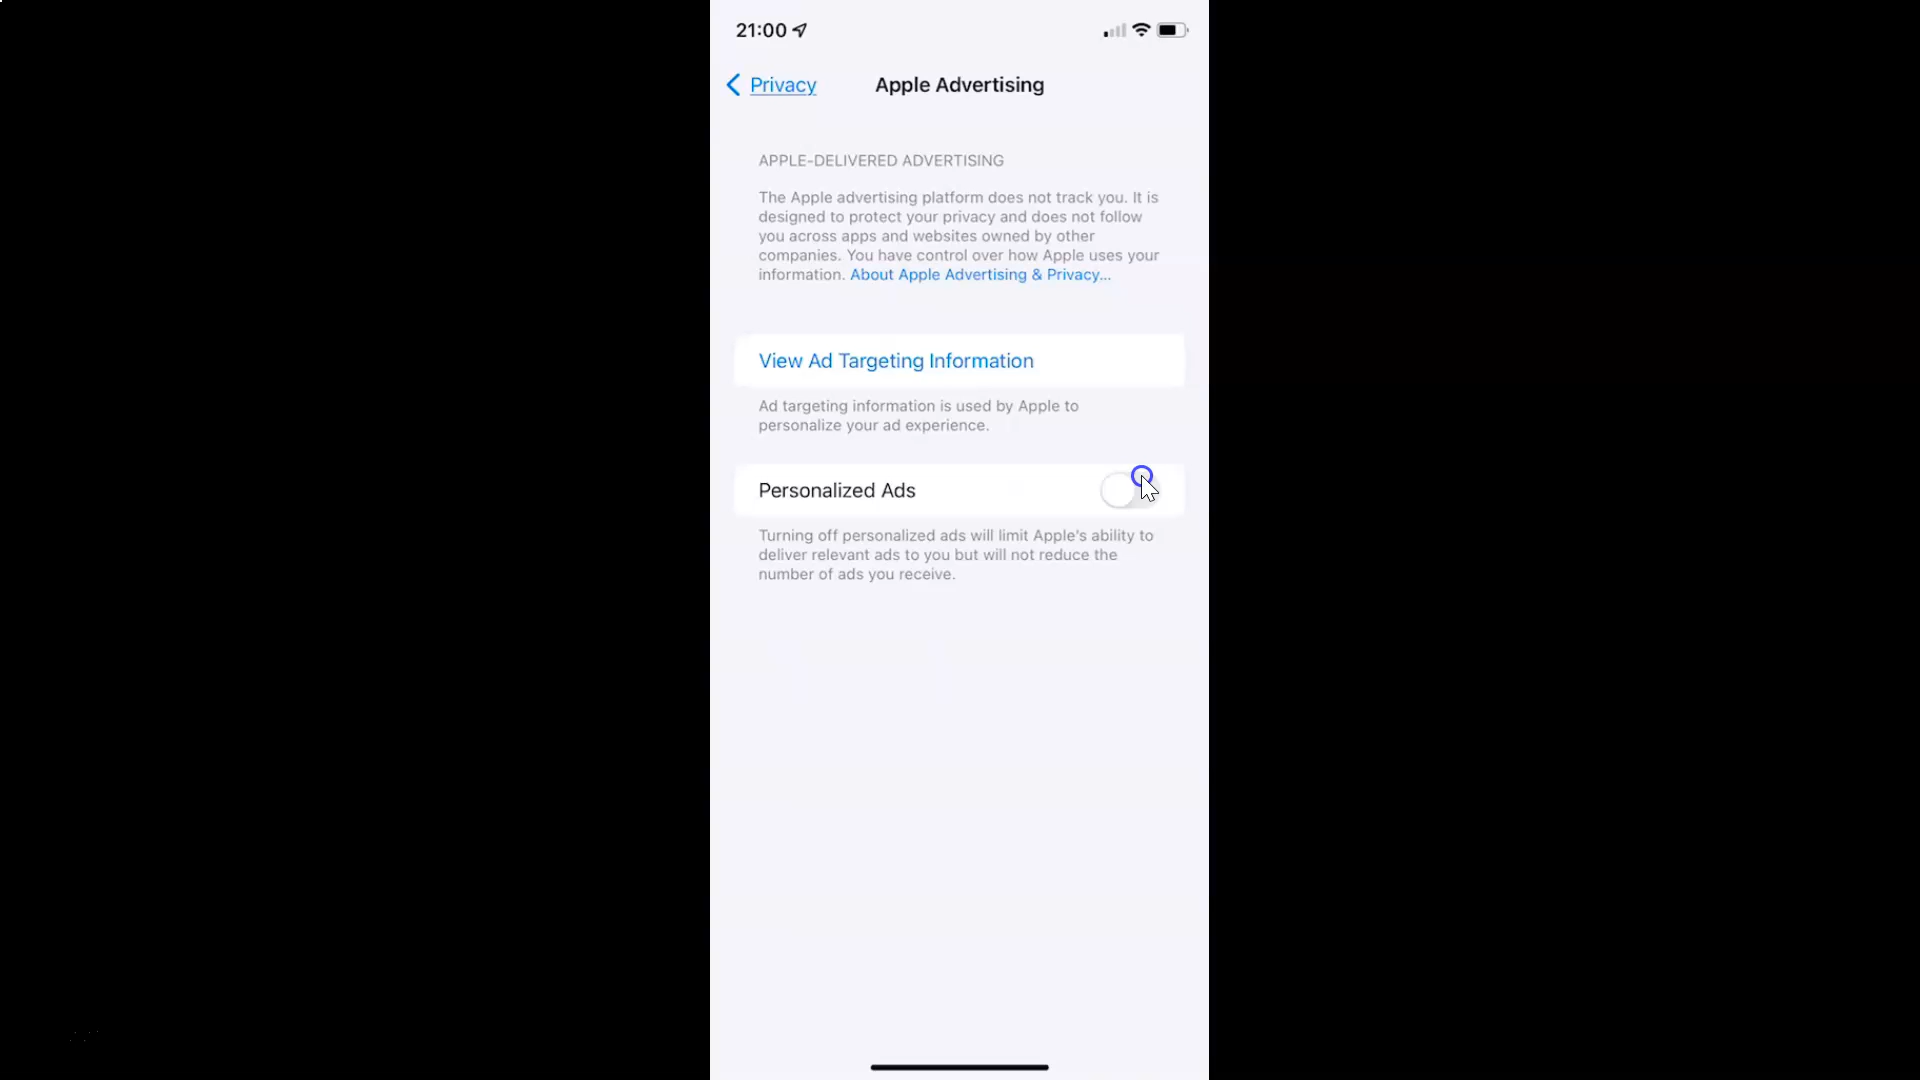 21:00
Privacy
Apple Advertising
APPLE-DELIVERED ADVERTISING
The Apple advertising platform does not track you. It is
designed to protect your privacy and does not follow
you across apps and websites owned by other
companies. You have control over how Apple uses your
information. About Apple Advertising & Privacy...
View Ad Targeting Information
Ad targeting information is used by Apple to
personalize your ad experience.
Personalized Ads
Turning off personalized ads will limit Apple's ability to
deliver relevant ads to you but will not reduce the
number of ads you receive.